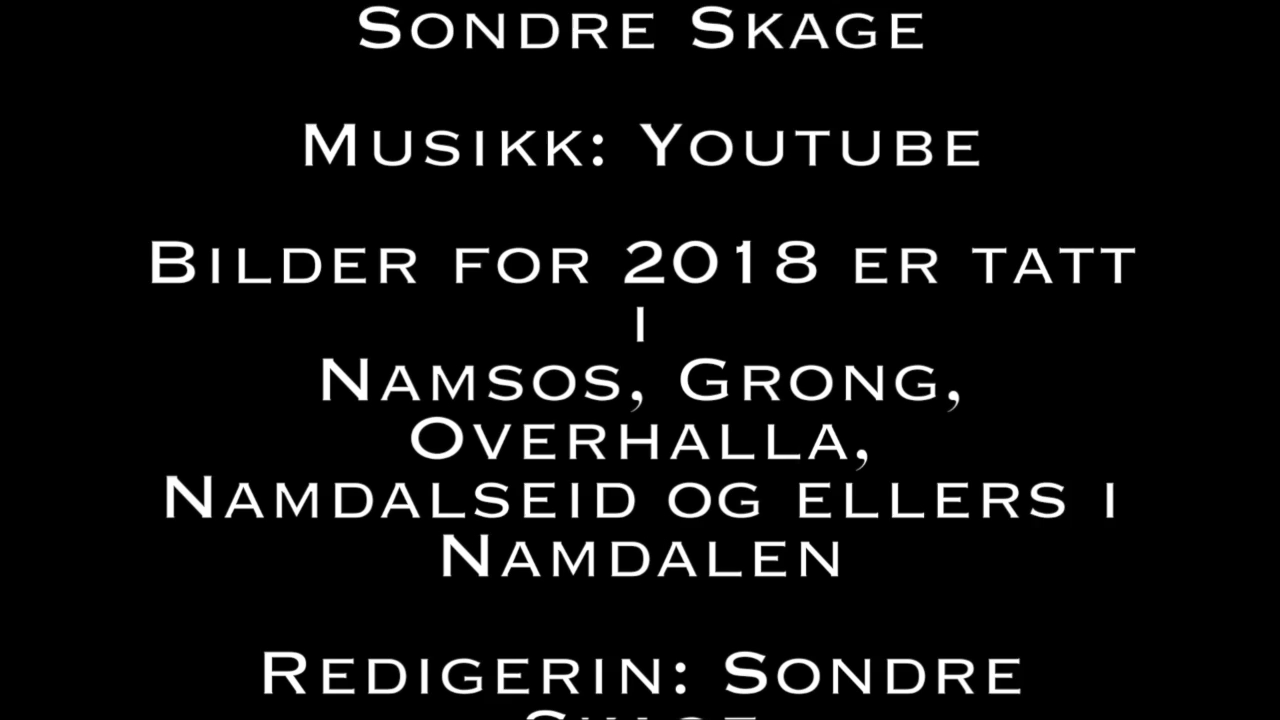 Sondre Skage
Musikk: Youtube
Bilder for 2018 er tatt
i
Namsos, Grong,
Overhalla,
Namdalseid og ellers i
Namdalen
Redigerin: Sondre